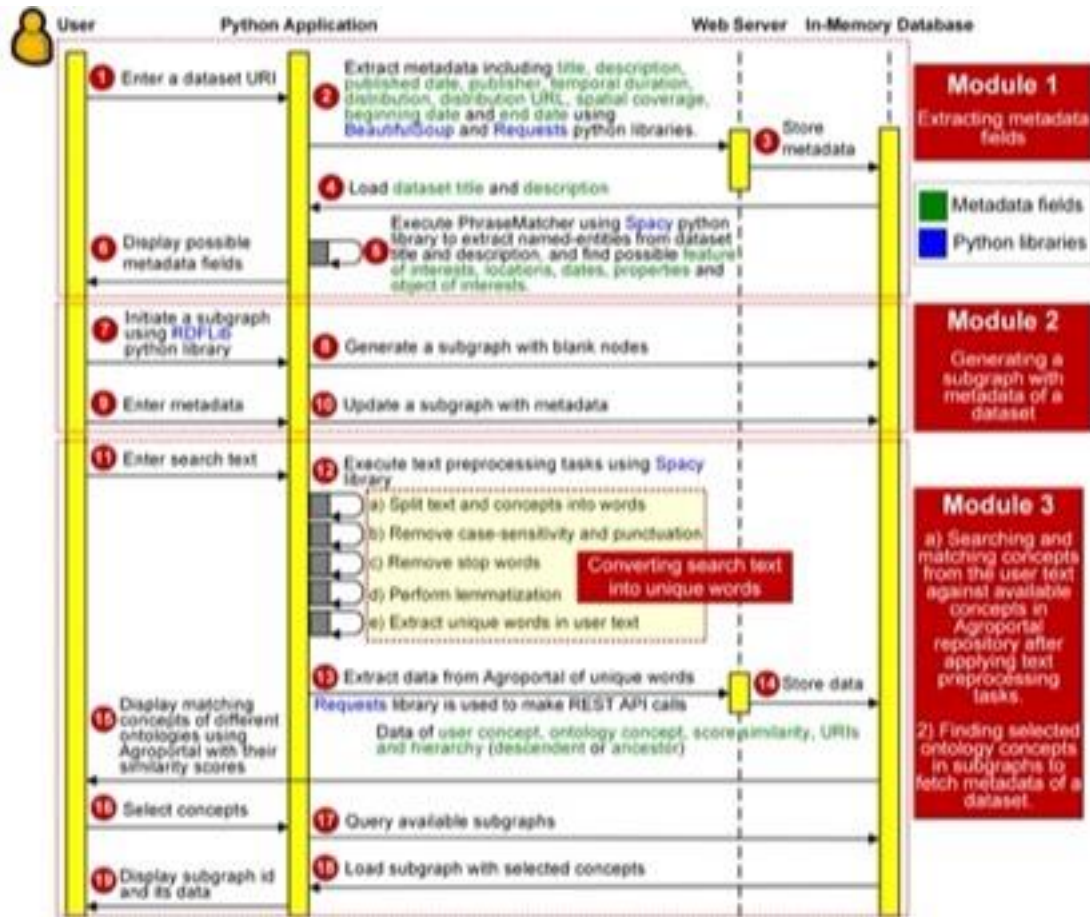 User
Python Application
Web Server
In-Memory Database
1 Enter a dataset URI
2 Extract metadata including title, description,
published date, publisher, temporal duration,
distribution, distribution URL, spatial coverage,
beginning date and end date using
BeautifulSoup and Requests python libraries.
3 Store
metadata
4 Load dataset title and description
5 Execute PhraseMatcher using Spacy python
library to extract named-entities from dataset
title and description, and find possible feature
of interests, locations, dates, properties and
object of interests.
6 Display possible
metadata fields
Module 1
Extracting metadata
fields
Metadata fields
Python libraries
7 Initiate a subgraph
using RDFLib
python library
8 Generate a subgraph with blank nodes
9 Enter metadata
10 Update a subgraph with metadata
Module 2
Generating a
subgraph with
metadata of a
dataset
11 Enter search text
12 Execute text preprocessing tasks using Spacy
library
a) Split text and concepts into words
b) Remove case-sensitivity and punctuation
c) Remove stop words
d) Perform lemmatization
e) Extract unique words in user text
Converting search text
into unique words
13 Extract data from Agroportal of unique words
Requests library is used to make REST API calls
14 Store data
Data of user concept, ontology concept, score similarity, URIs
and hierarchy (descendent or ancestor)
15 Display matching
concepts of different
ontologies using
Agroportal with their
similarity scores
16 Select concepts
17 Query available subgraphs
18 Load subgraph with selected concepts
19 Display subgraph id
and its data
Module 3
a) Searching and
matching concepts
from the user text
against available
concepts in
Agroportal
repository after
applying text
preprocessing
tasks.
2) Finding selected
ontology concepts
in subgraphs to
fetch metadata of a
dataset.